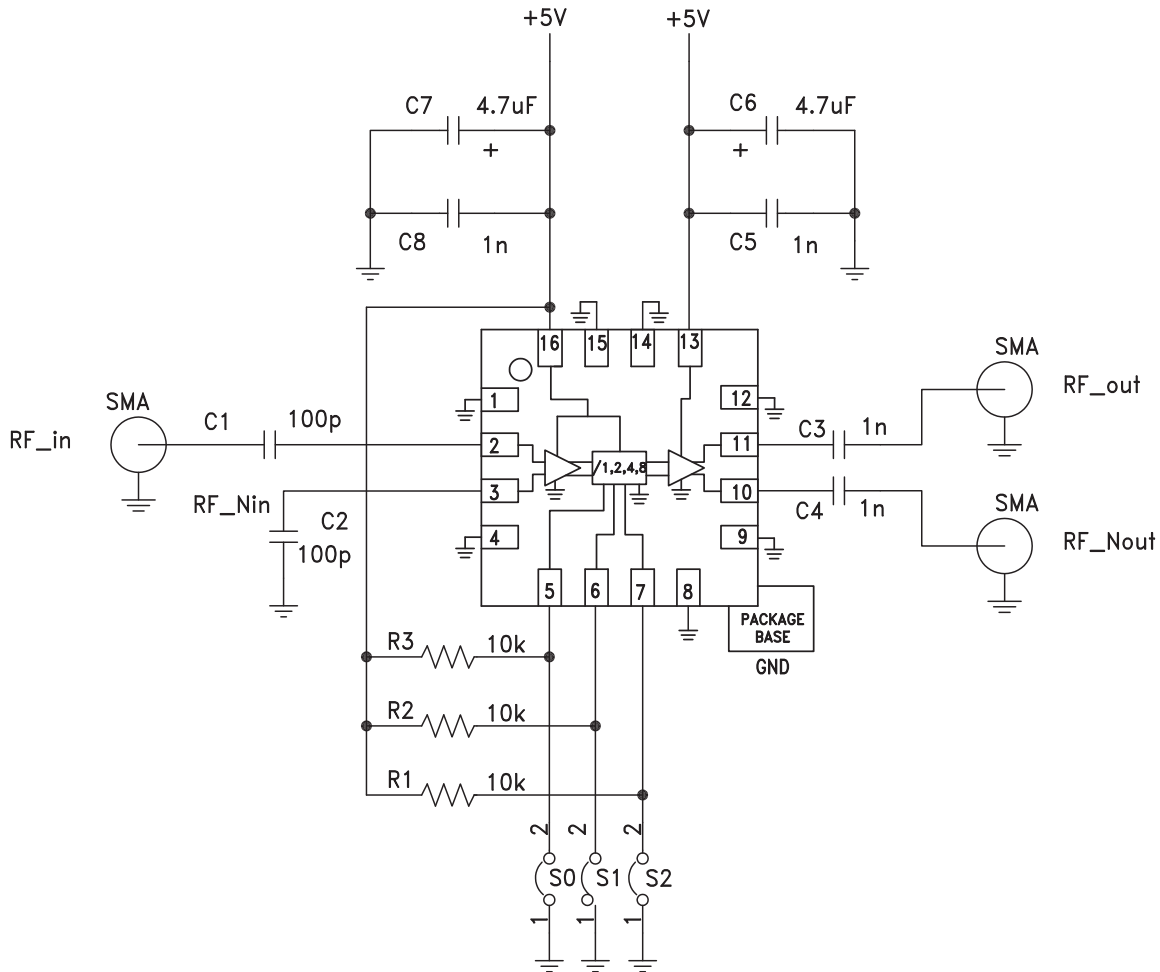 +5V
+5V
C7
4.7uF
+
C6
4.7uF
+
C8
1n
C5
1n
16
15
14
13
SMA
RF_out
SMA
RF_in
C1
100p
1
2
3
4
12
11
10
9
/1,2,4,8
C3
1n
RF_Nin
C2
100p
C4
1n
SMA
RF_Nout
5
6
7
8
PACKAGE
BASE
GND
R3
10k
R2
10k
R1
10k
2
2
2
S0
S1
S2
1
1
1